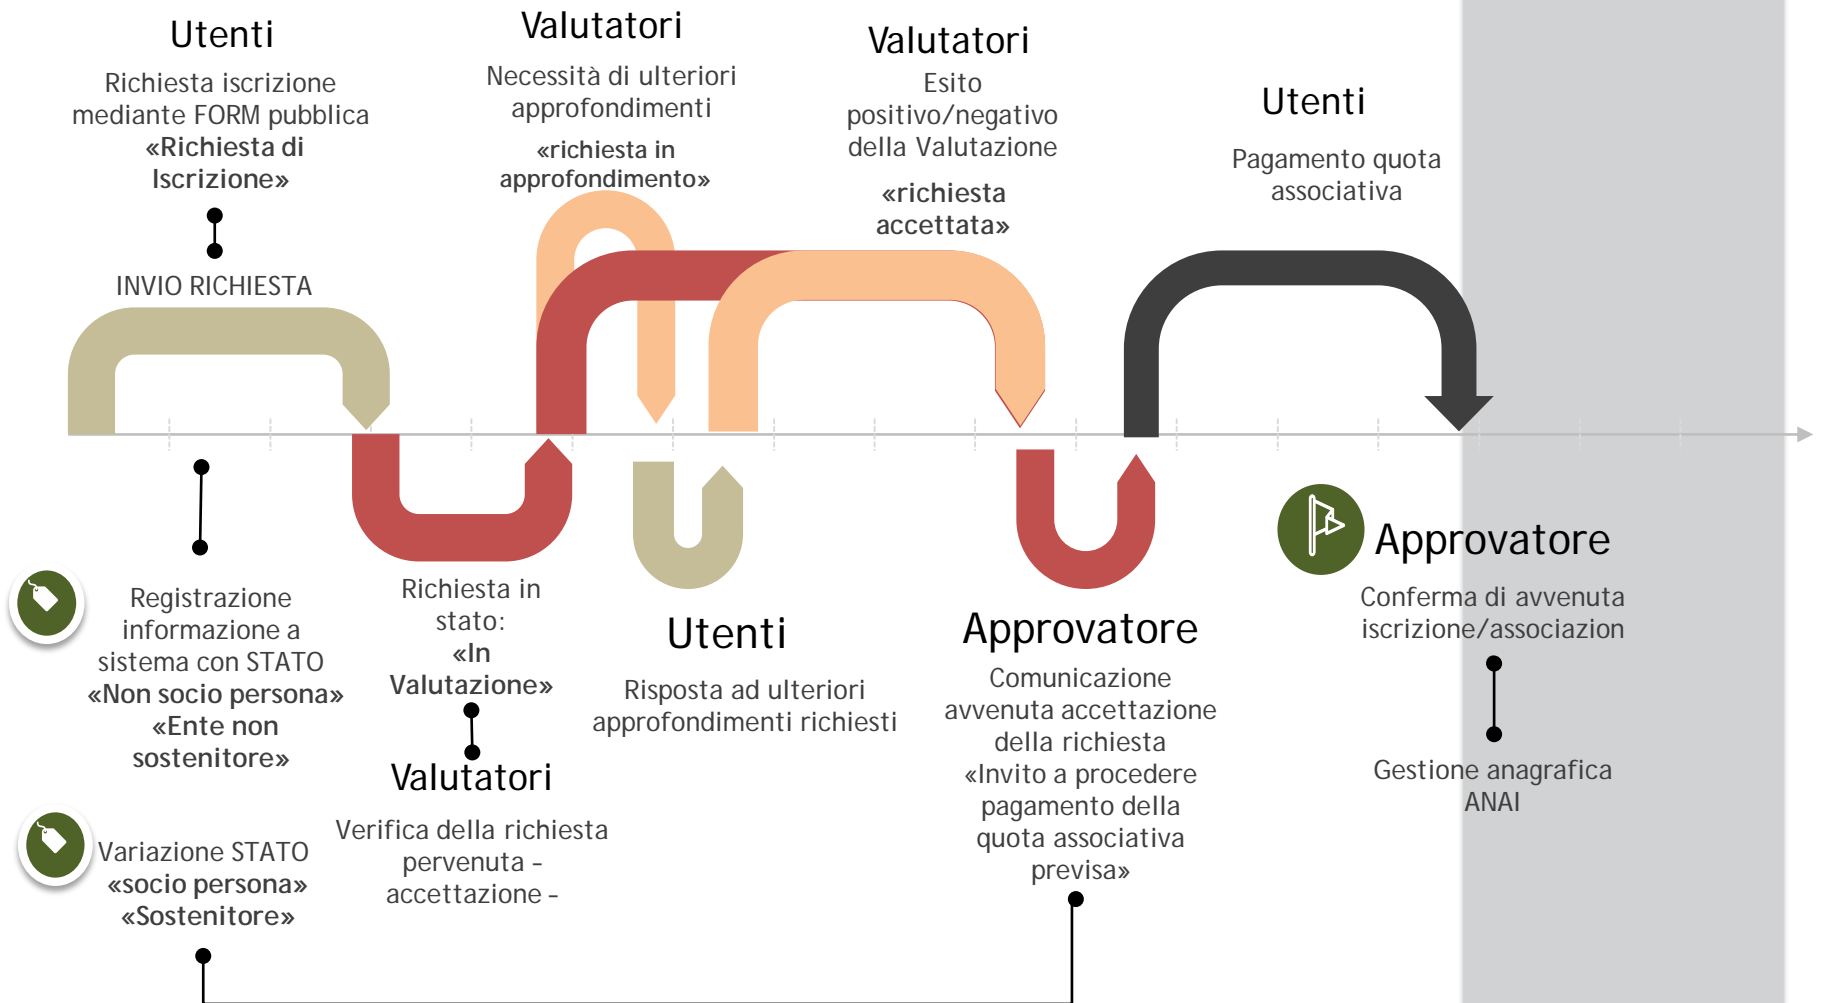 Utenti
Richiesta iscrizione
mediante FORM pubblica
«Richiesta di
Iscrizione»
INVIO RICHIESTA
Valutatori
Necessità di ulteriori
approfondimenti
«richiesta in
approfondimento»
Valutatori
Esito
positivo/negativo
della Valutazione
«richiesta
accettata»
Utenti
Pagamento quota
associativa
Registrazione
informazione a
sistema con STATO
«Non socio persona»
«Ente non
sostenitore»
Variazione STATO
«socio persona»
«Sostenitore»
Richiesta in
stato:
«In
Valutazione»
Valutatori
Verifica della richiesta
pervenuta –
accettazione –
Utenti
Risposta ad ulteriori
approfondimenti richiesti
Approvatore
Comunicazione
avvenuta accettazione
della richiesta
«Invito a procedere
pagamento della
quota associativa
previsa»
Approvatore
Conferma di avvenuta
iscrizione/associazion
Gestione anagrafica
ANAI